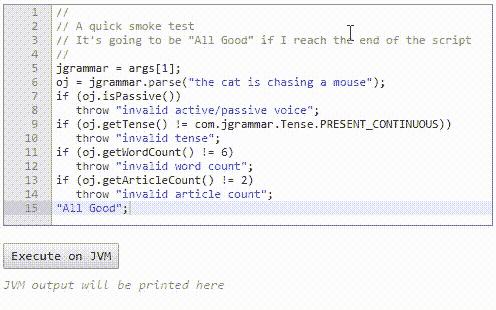 1 //
2 // A quick smoke test
3 // It's going to be "All Good" if I reach the end of the script
4 //
5 jgrammar = args[1];
6 oj = jgrammar.parse("the cat is chasing a mouse");
7 if (oj.isPassive())
8 throw "invalid active/passive voice";
9 if (oj.getTense() != com.jgrammar.Tense.PRESENT_CONTINUOUS))
10 throw "invalid tense";
11 if (oj.getWordCount() != 6)
12 throw "invalid word count";
13 if (oj.getArticleCount() != 2)
14 throw "invalid article count";
15 "All Good";
Execute on JVM
JVM output will be printed here